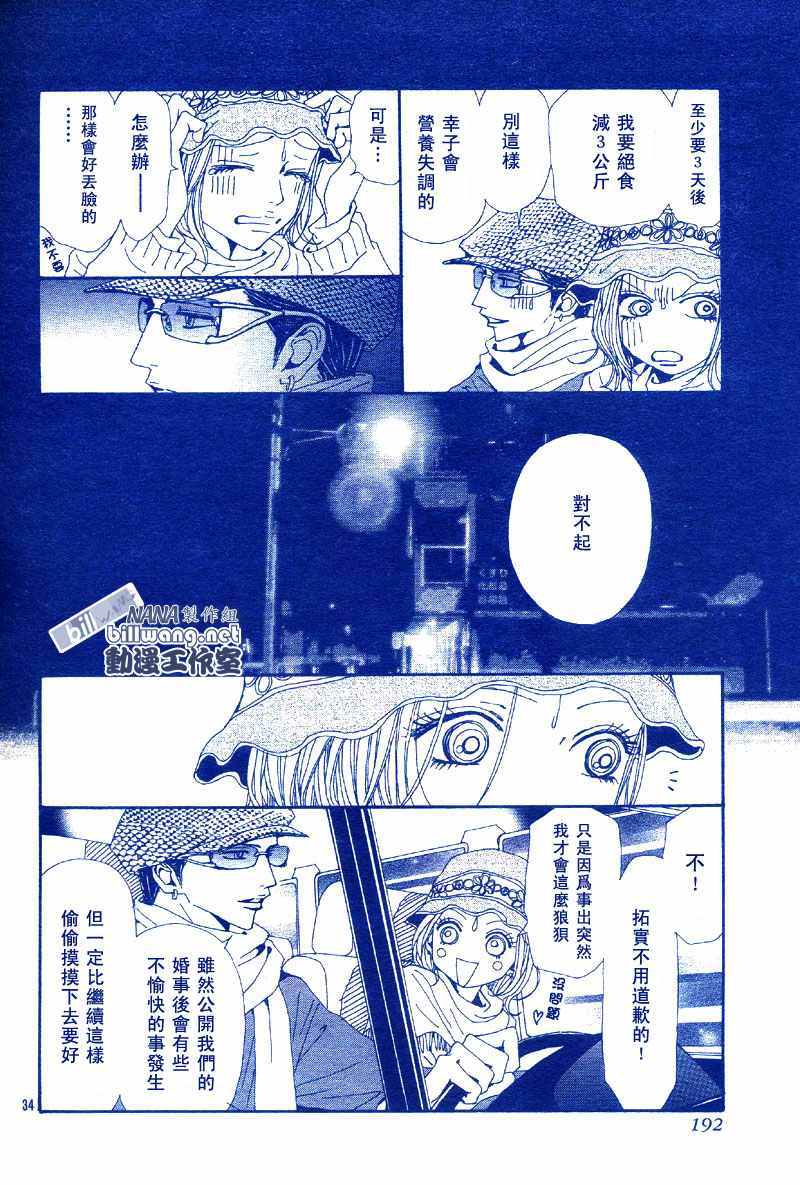 至少要3天後
我要絕食
減3公斤
別這樣
幸子會
營養失調的
可是…
怎麼辦——
那樣會好丟臉的
……
對不起
NANA製作組
billwang.net
動漫工作室
bill
不！
拓實不用道歉的！
只是因爲事出突然
我才會這麼狼狽
沒問題
雖然公開我們的
婚事後會有些
不愉快的事發生
但一定比繼續這樣
偷偷摸摸下去要好
34
192